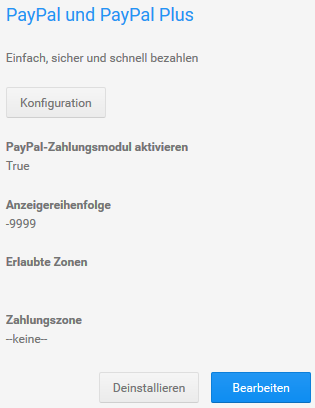 PayPal und PayPal Plus
Einfach, sicher und schnell bezahlen
Konfiguration
PayPal-Zahlungsmodul aktivieren
True
Anzeigereihenfolge
-9999
Erlaubte Zonen
Zahlungszone
--keine--
Deinstallieren Bearbeiten